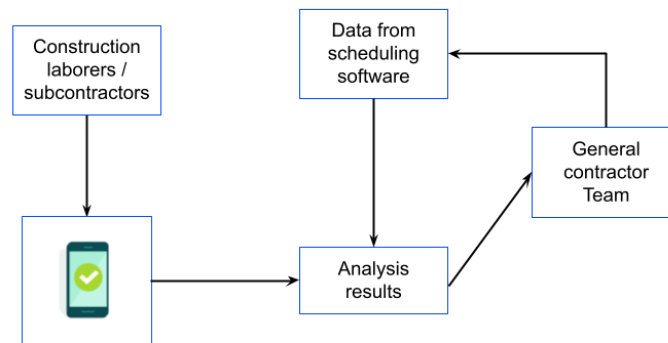 Construction
laborers /
subcontractors
Data from
scheduling
software
General
contractor
Team
Analysis
results